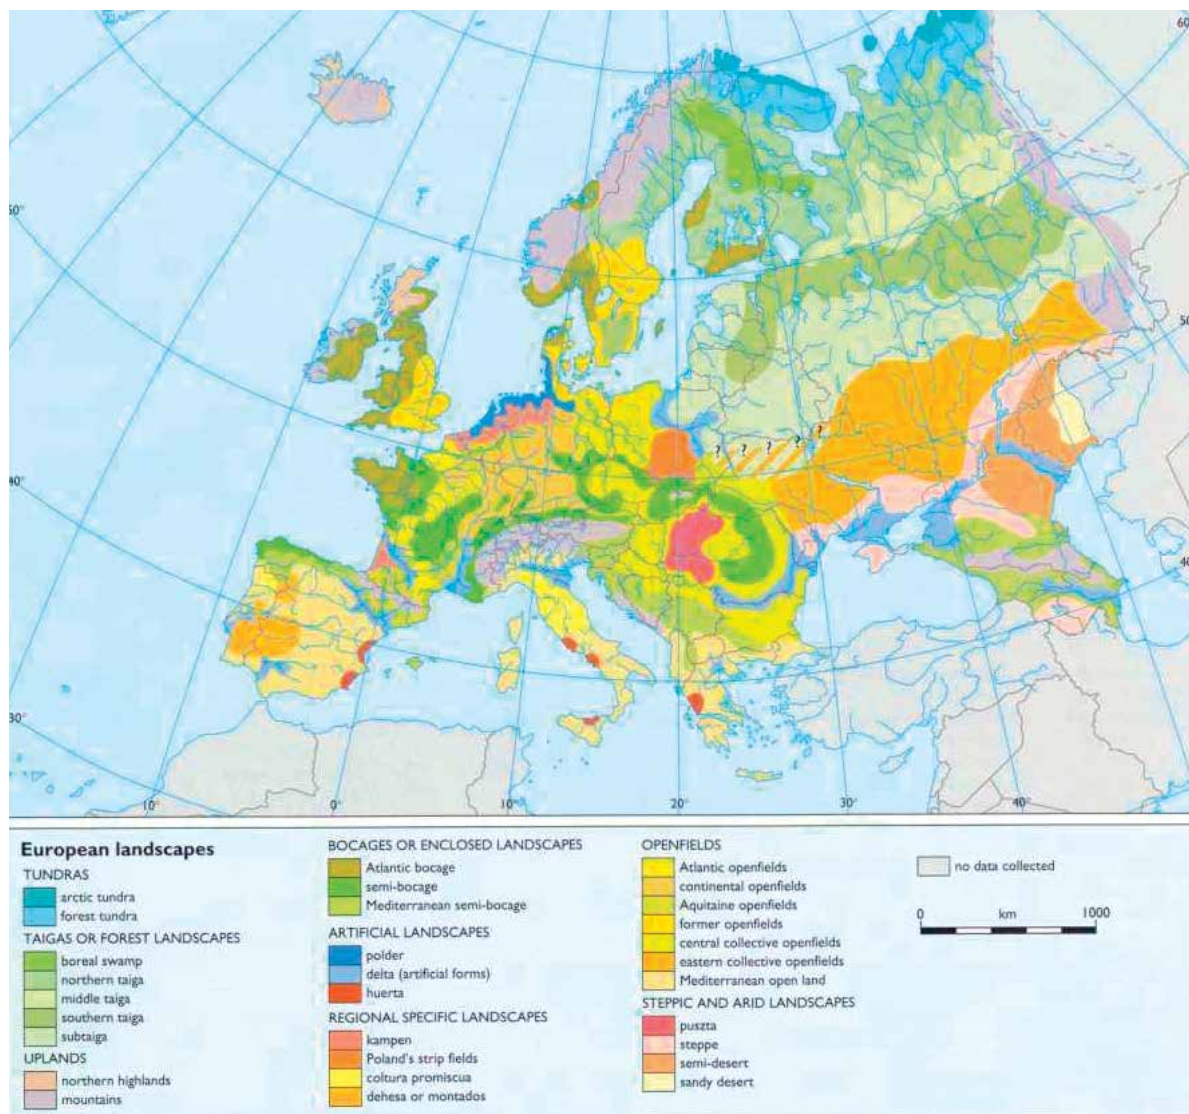 60
50°
50
40°
40
30°
10°
0°
10°
20°
30°
40°
?
?
?
?
?
European landscapes
TUNDRAS
arctic tundra
forest tundra
TAIGAS OR FOREST LANDSCAPES
boreal swamp
northern taiga
middle taiga
southern taiga
subtaiga
UPLANDS
northern highlands
mountains
BOCAGES OR ENCLOSED LANDSCAPES
Atlantic bocage
semi-bocage
Mediterranean semi-bocage
ARTIFICIAL LANDSCAPES
polder
delta (artificial forms)
huerta
REGIONAL SPECIFIC LANDSCAPES
kampen
Poland's strip fields
coltura promiscua
dehesa or montados
OPENFIELDS
Atlantic openfields
continental openfields
Aquitaine openfields
former openfields
central collective openfields
eastern collective openfields
Mediterranean open land
STEPPIC AND ARID LANDSCAPES
puszta
steppe
semi-desert
sandy desert
no data collected
0 km 1000